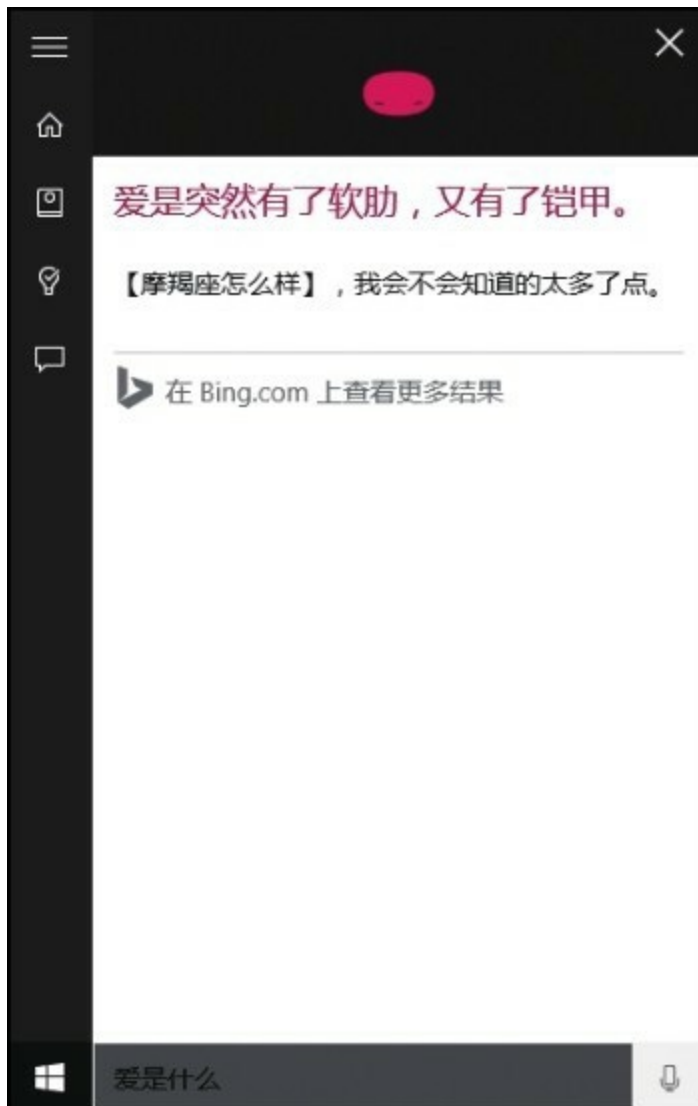 爱是突然有了软肋，又有了铠甲。
【摩羯座怎么样】，我会不会知道的太多了点。
在 Bing.com 上查看更多结果
爱是什么